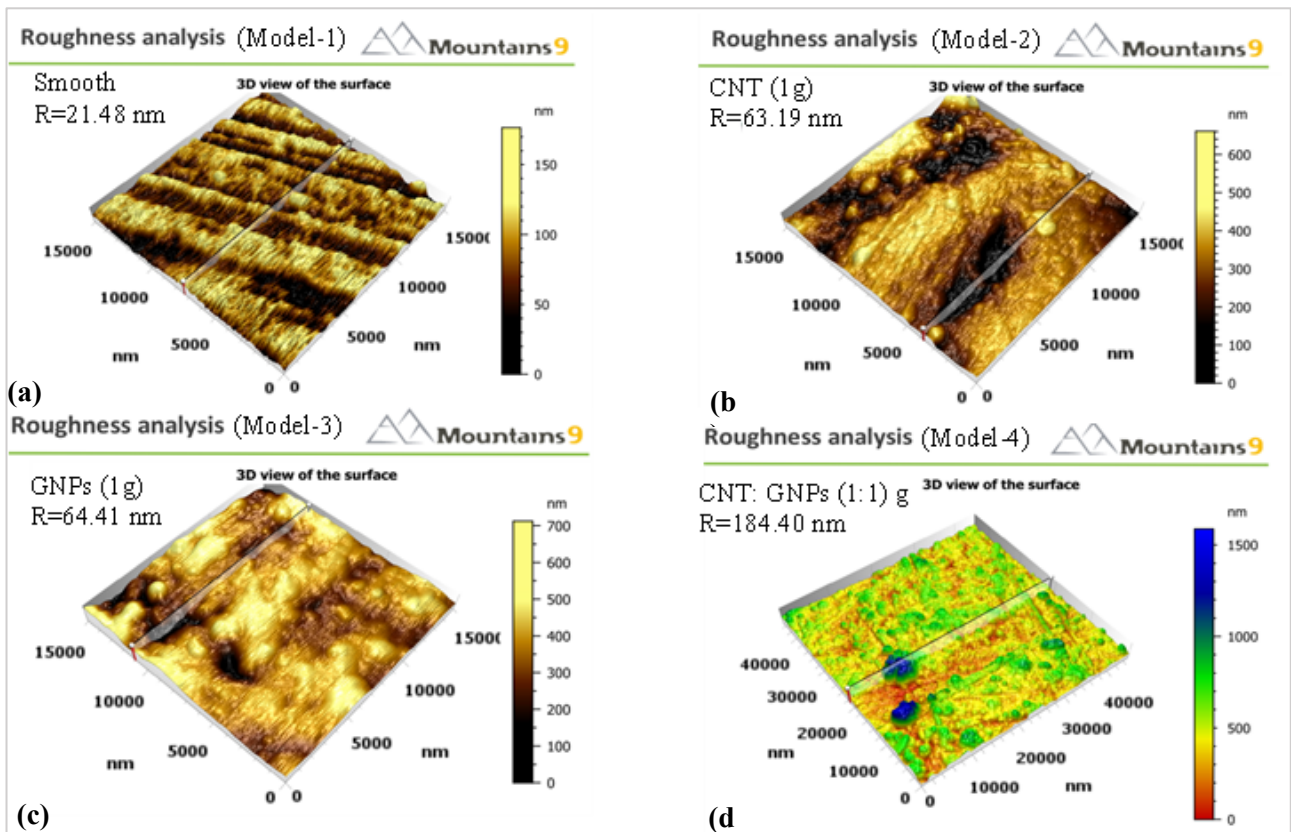 Roughness analysis (Model-1) Mountains9
Smooth
R=21.48 nm
3D view of the surface
nm
150
100
50
0
15000
10000
5000
nm
0
0
5000
nm
10000
1500(
(a)
Roughness analysis (Model-2) Mountains9
CNT (1g)
R=63.19 nm
3D view of the surface
nm
600
500
400
300
200
100
0
15000
10000
5000
nm
0
0
5000
nm
10000
1500(
(b
Roughness analysis (Model-3) Mountains9
GNPs (1g)
R=64.41 nm
3D view of the surface
nm
700
600
500
400
300
200
100
0
15000
10000
5000
nm
0
0
5000
nm
10000
1500(
(c)
Roughness analysis (Model-4) Mountains9
CNT: GNPs (1:1) g
R=184.40 nm
3D view of the surface
nm
1500
1000
500
0
40000
30000
20000
nm
10000
0
0
10000
20000
nm
30000
40000
(d